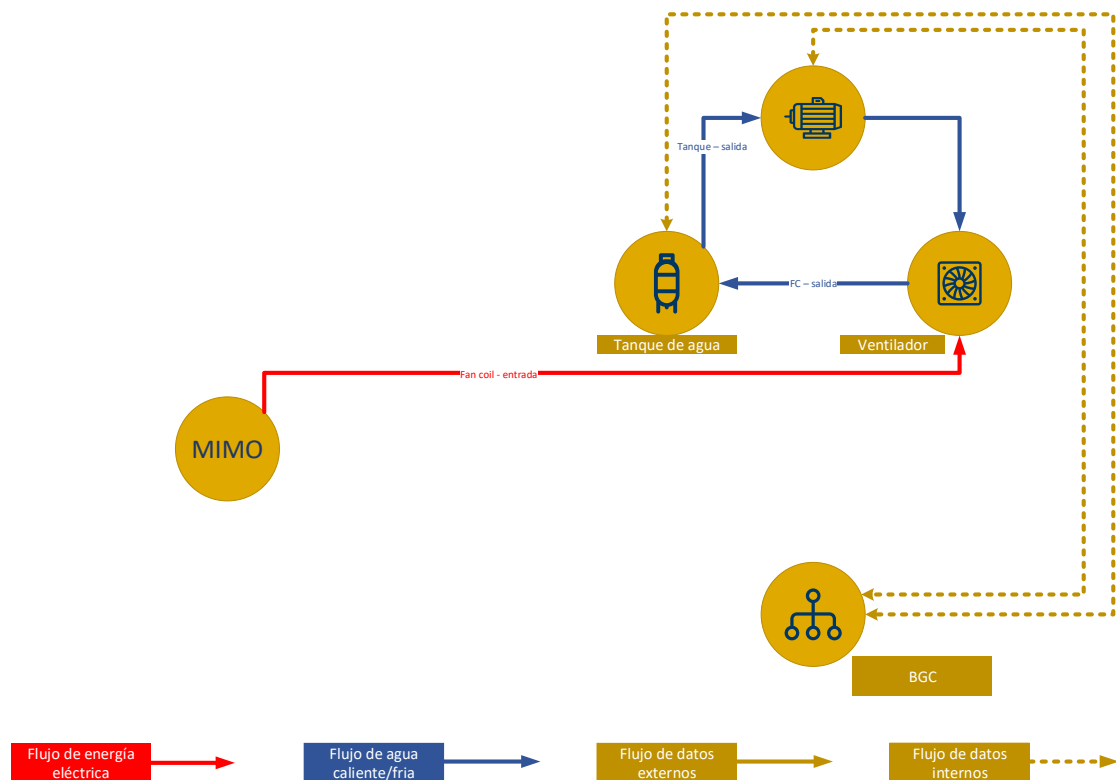 Tanque – salida
FC – salida
Tanque de agua
Ventilador
Fan coil - entrada
MIMO
BGC
Flujo de energía
eléctrica
Flujo de agua
caliente/fria
Flujo de datos
externos
Flujo de datos
internos